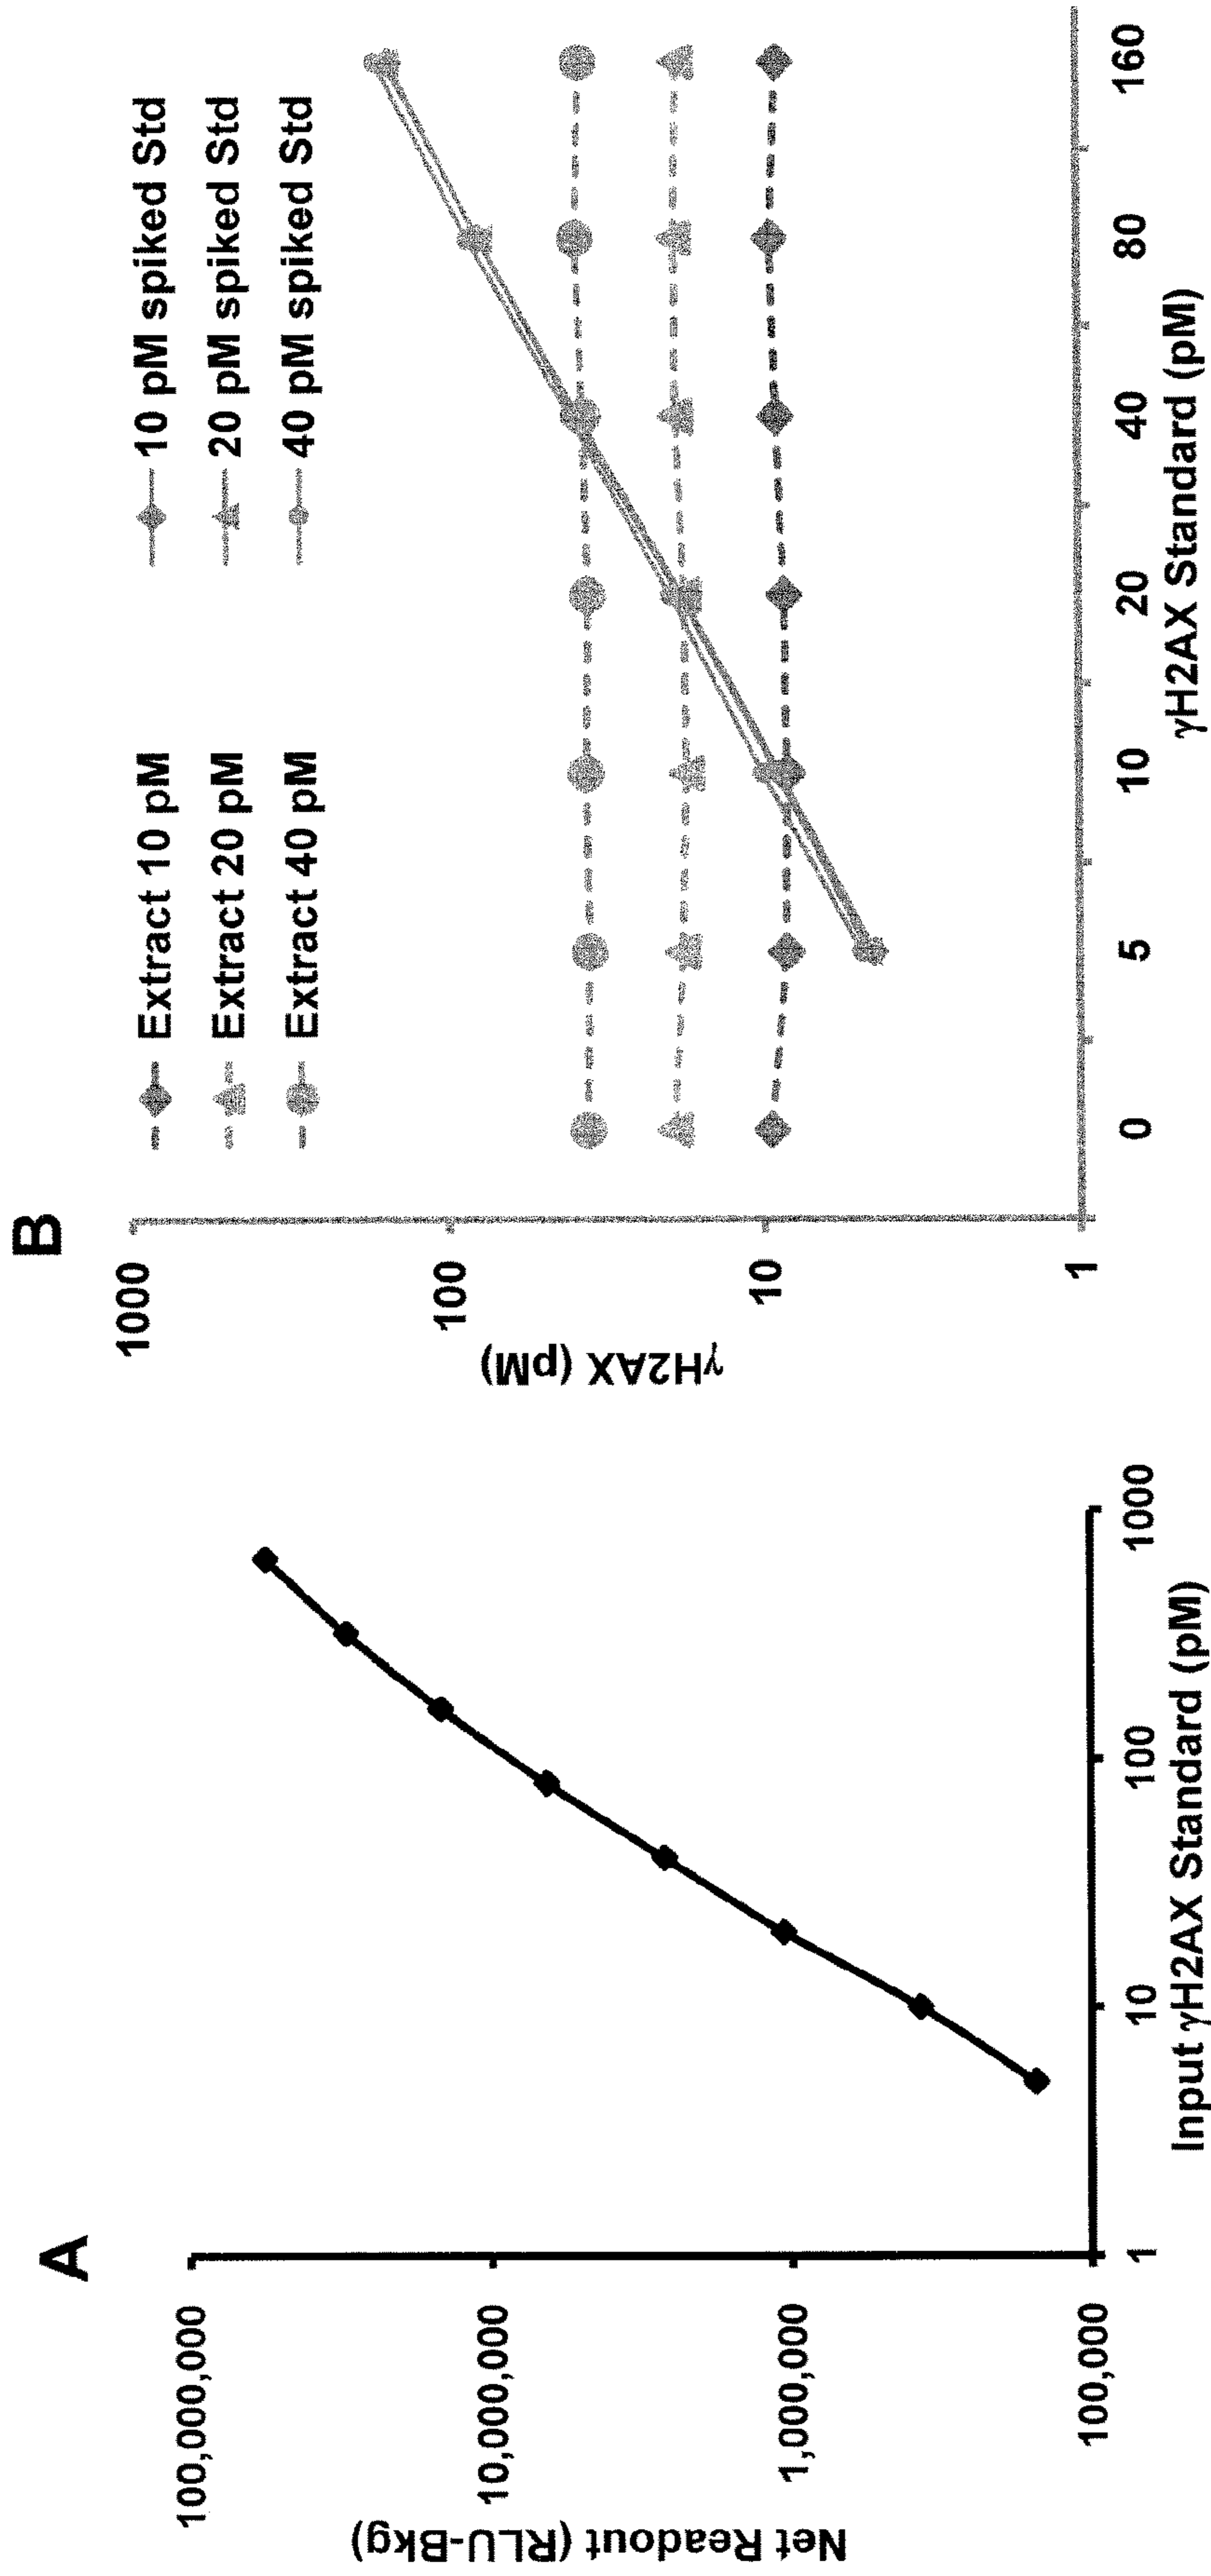 A
100,000,000
10,000,000
1,000,000
100,000
Net Readout (RLU-Bkg)
1
10
100
1000
Input γH2AX Standard (pM)
B
Extract 10 pM
Extract 20 pM
Extract 40 pM
10 pM spiked Std
20 pM spiked Std
40 pM spiked Std
1000
100
10
1
γH2AX (pM)
0
5
10
20
40
80
160
γH2AX Standard (pM)